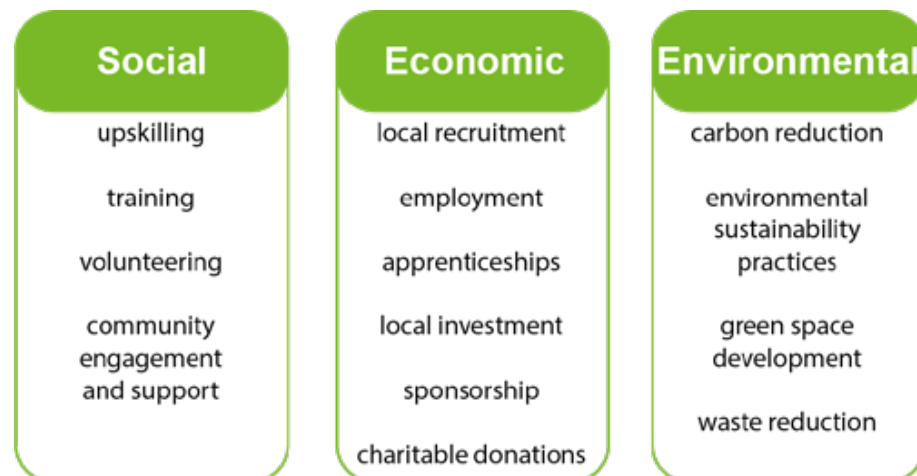 Social
upskilling
training
volunteering
community
engagement
and support
Economic
local recruitment
employment
apprenticeships
local investment
sponsorship
charitable donations
Environmental
carbon reduction
environmental
sustainability
practices
green space
development
waste reduction